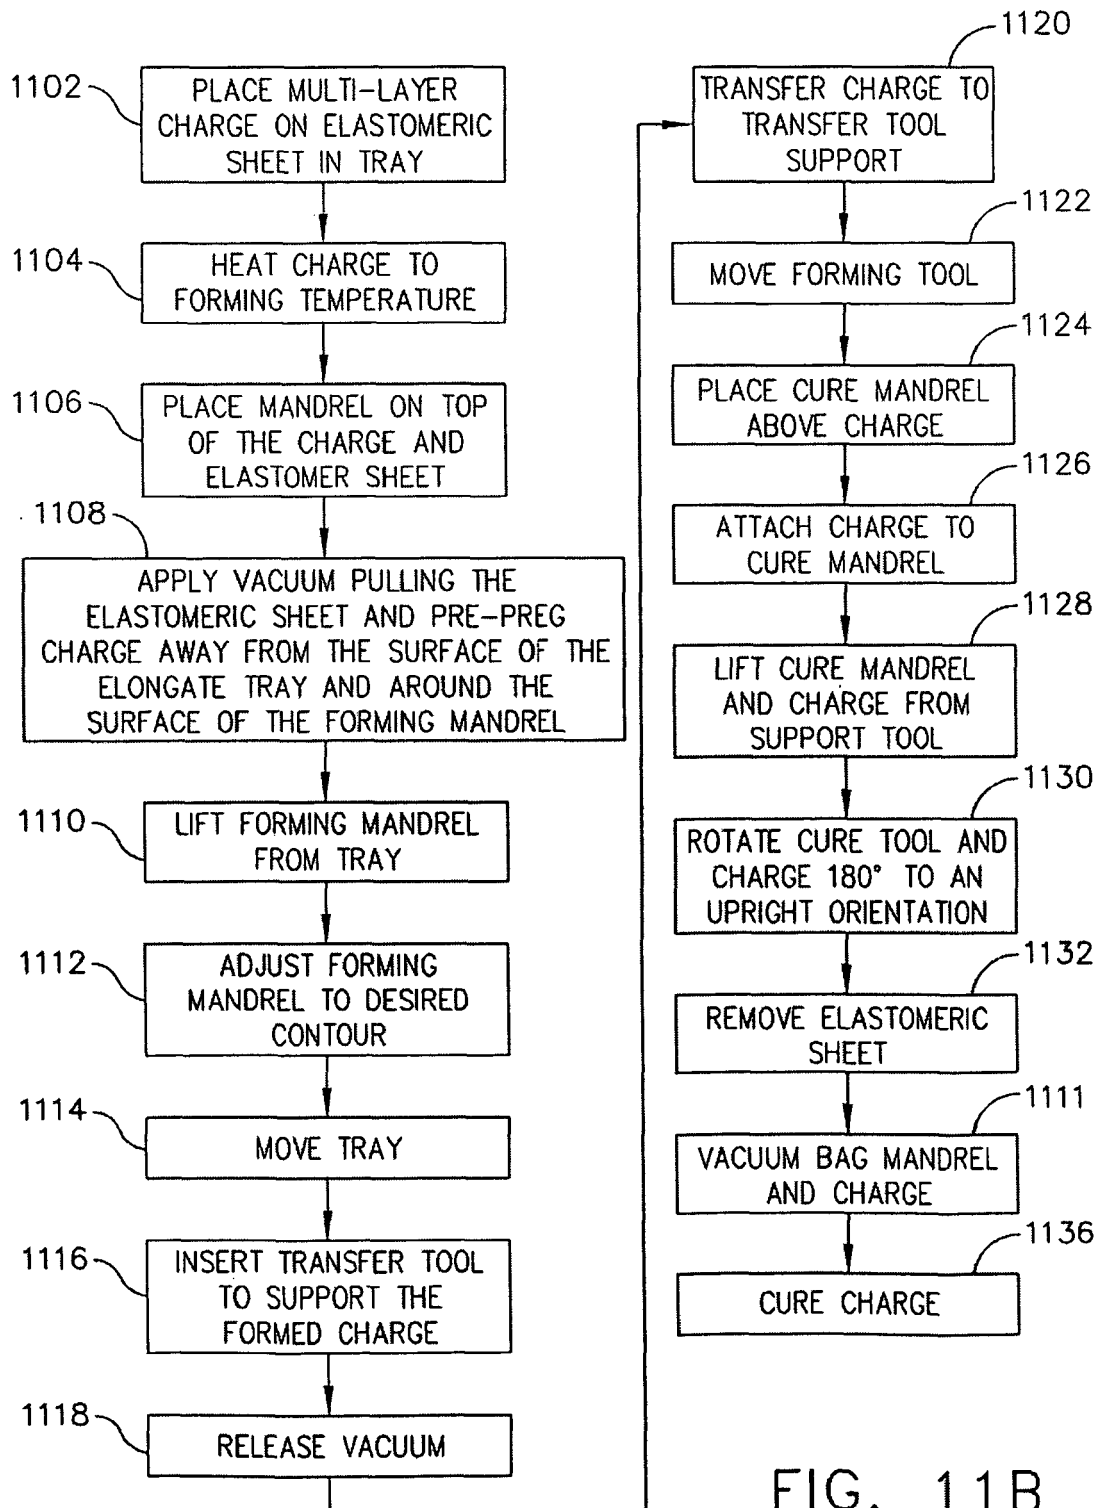 1102
PLACE MULTI-LAYER
CHARGE ON ELASTOMERIC
SHEET IN TRAY
1104
HEAT CHARGE TO
FORMING TEMPERATURE
1106
PLACE MANDREL ON TOP
OF THE CHARGE AND
ELASTOMER SHEET
1108
APPLY VACUUM PULLING THE
ELASTOMERIC SHEET AND PRE-PREG
CHARGE AWAY FROM THE SURFACE OF THE
ELONGATE TRAY AND AROUND THE
SURFACE OF THE FORMING MANDREL
1110
LIFT FORMING MANDREL
FROM TRAY
1112
ADJUST FORMING
MANDREL TO DESIRED
CONTOUR
1114
MOVE TRAY
1116
INSERT TRANSFER TOOL
TO SUPPORT THE
FORMED CHARGE
1118
RELEASE VACUUM
1120
TRANSFER CHARGE TO
TRANSFER TOOL
SUPPORT
1122
MOVE FORMING TOOL
1124
PLACE CURE MANDREL
ABOVE CHARGE
1126
ATTACH CHARGE TO
CURE MANDREL
1128
LIFT CURE MANDREL
AND CHARGE FROM
SUPPORT TOOL
1130
ROTATE CURE TOOL AND
CHARGE 180° TO AN
UPRIGHT ORIENTATION
1132
REMOVE ELASTOMERIC
SHEET
1111
VACUUM BAG MANDREL
AND CHARGE
1136
CURE CHARGE
FIG. 11B